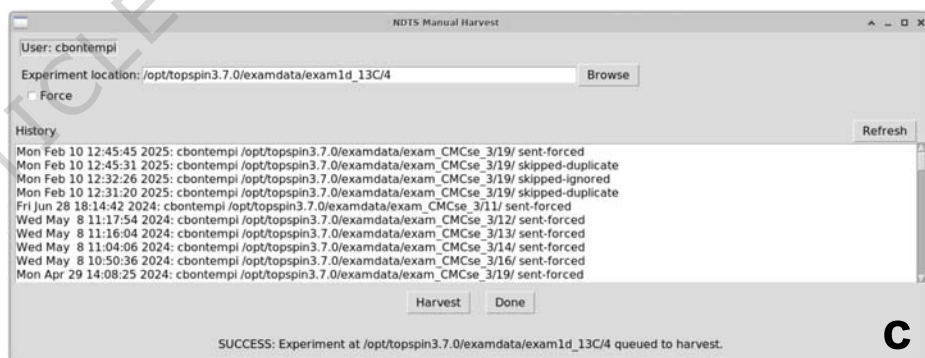 NDTS Manual Harvest
User: cbontempi
Experiment location: /opt/topspin3.7.0/examdata/exam1d_13C/4 Browse
Force
History Refresh
Mon Feb 10 12:45:45 2025: cbontempi /opt/topspin3.7.0/examdata/exam_CMCse_3/19/ sent-forced
Mon Feb 10 12:45:31 2025: cbontempi /opt/topspin3.7.0/examdata/exam_CMCse_3/19/ skipped-duplicate
Mon Feb 10 12:32:26 2025: cbontempi /opt/topspin3.7.0/examdata/exam_CMCse_3/19/ skipped-ignored
Mon Feb 10 12:31:20 2025: cbontempi /opt/topspin3.7.0/examdata/exam_CMCse_3/19/ skipped-duplicate
Fri Jun 28 18:14:42 2024: cbontempi /opt/topspin3.7.0/examdata/exam_CMCse_3/11/ sent-forced
Wed May  8 11:17:54 2024: cbontempi /opt/topspin3.7.0/examdata/exam_CMCse_3/12/ sent-forced
Wed May  8 11:16:04 2024: cbontempi /opt/topspin3.7.0/examdata/exam_CMCse_3/13/ sent-forced
Wed May  8 11:04:06 2024: cbontempi /opt/topspin3.7.0/examdata/exam_CMCse_3/14/ sent-forced
Wed May  8 10:50:36 2024: cbontempi /opt/topspin3.7.0/examdata/exam_CMCse_3/16/ sent-forced
Mon Apr 29 14:08:25 2024: cbontempi /opt/topspin3.7.0/examdata/exam_CMCse_3/19/ sent-forced
Harvest Done
SUCCESS: Experiment at /opt/topspin3.7.0/examdata/exam1d_13C/4 queued to harvest.
C